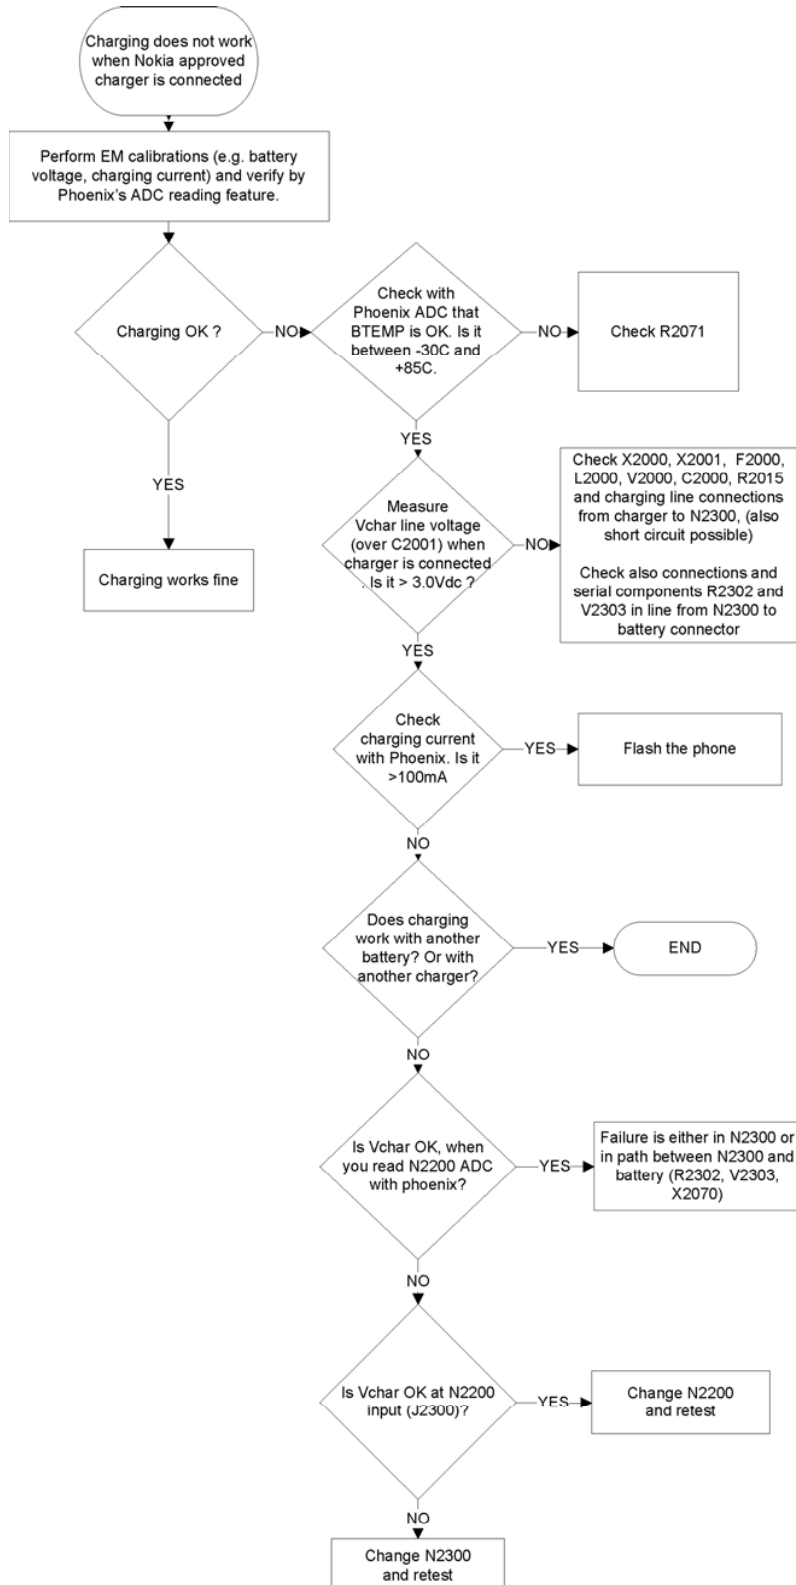 Charging does not work
when Nokia approved
charger is connected
Perform EM calibrations (e.g. battery
voltage, charging current) and verify by
Phoenix's ADC reading feature.
Charging OK ?
NO
Check with
Phoenix ADC that
BTEMP is OK. Is it
between -30C and
+85C.
NO
Check R2071
YES
YES
Charging works fine
Measure
Vchar line voltage
(over C2001) when
charger is connected
. Is it > 3.0Vdc ?
NO
Check X2000, X2001, F2000,
L2000, V2000, C2000, R2015
and charging line connections
from charger to N2300, (also
short circuit possible)
Check also connections and
serial components R2302 and
V2303 in line from N2300 to
battery connector
YES
Check
charging current
with Phoenix. Is it
>100mA
YES
Flash the phone
NO
Does charging
work with another
battery? Or with
another charger?
YES
END
NO
Is Vchar OK, when
you read N2200 ADC
with phoenix?
YES
Failure is either in N2300 or
in path between N2300 and
battery (R2302, V2303,
X2070)
NO
Is Vchar OK at N2200
input (J2300)?
YES
Change N2200
and retest
NO
Change N2300
and retest